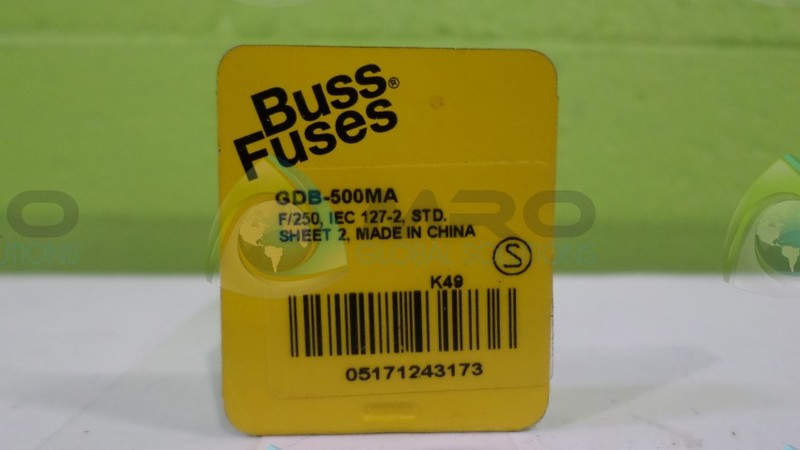 Buss®
Fuses
GDB-500MA
F/250, IEC 127-2, STD.
SHEET 2, MADE IN CHINA
S
K49
05171243173